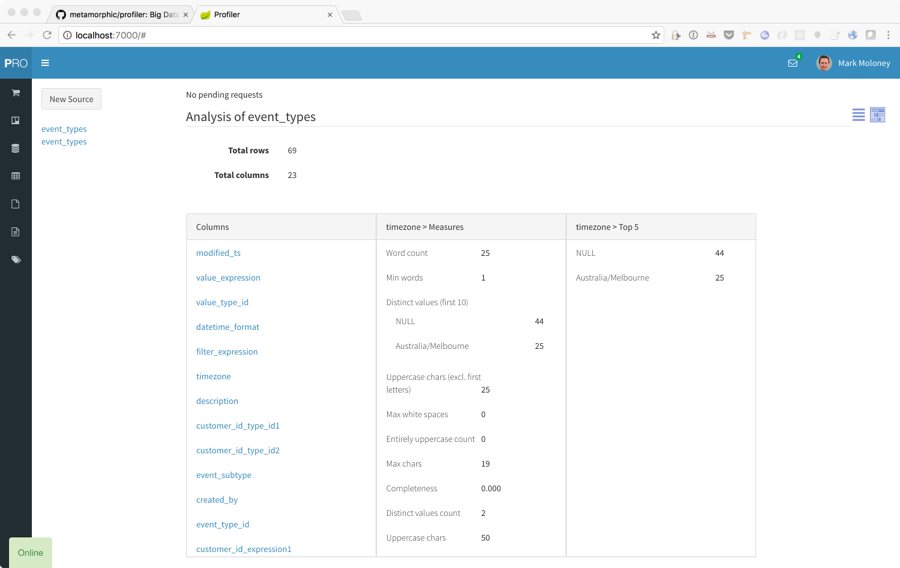 metamorphic/profiler: Big Data
Profiler
localhost:7000/#
PRO
4
Mark Moloney
New Source
event_types
event_types
No pending requests
Analysis of event_types
Total rows 69
Total columns 23
Columns
modified_ts
value_expression
value_type_id
datetime_format
filter_expression
timezone
description
customer_id_type_id1
customer_id_type_id2
event_subtype
created_by
event_type_id
customer_id_expression1
timezone > Measures
Word count 25
Min words 1
Distinct values (first 10)
NULL 44
Australia/Melbourne 25
Uppercase chars (excl. first
letters) 25
Max white spaces 0
Entirely uppercase count 0
Max chars 19
Completeness 0.000
Distinct values count 2
Uppercase chars 50
timezone > Top 5
NULL 44
Australia/Melbourne 25
Online